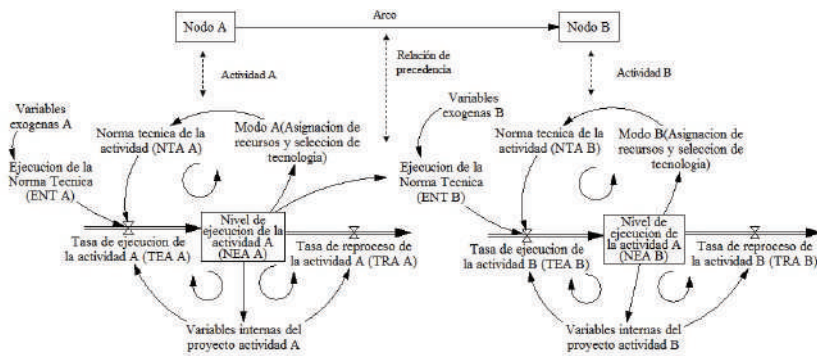 Nodo A
Arco
Nodo B
Relación de
precedencia
Actividad A
Actividad B
Variables
exogenas A
Norma tecnica de la
actividad (NTA A)
Modo A(Asignacion de
recursos y seleccion de
tecnologia)
Ejecucion de la
Norma Tecnica
(ENT A)
Tasa de ejecucion de
la actividad A (TEA A)
Nivel de
ejecucion de la
actividad A
(NEA A)
Tasa de reproceso de
la actividad A (TRA A)
Variables internas del
proyecto actividad A
Variables
exogenas B
Norma tecnica de la
actividad (NTA B)
Modo B(Asignacion de
recursos y seleccion de
tecnologia)
Ejecucion de la
Norma Tecnica
(ENT B)
Tasa de ejecucion de
la actividad B (TEA B)
Nivel de
ejecucion de la
actividad A
(NEA B)
Tasa de reproceso de
la actividad B (TRA B)
Variables internas del
proyecto actividad B